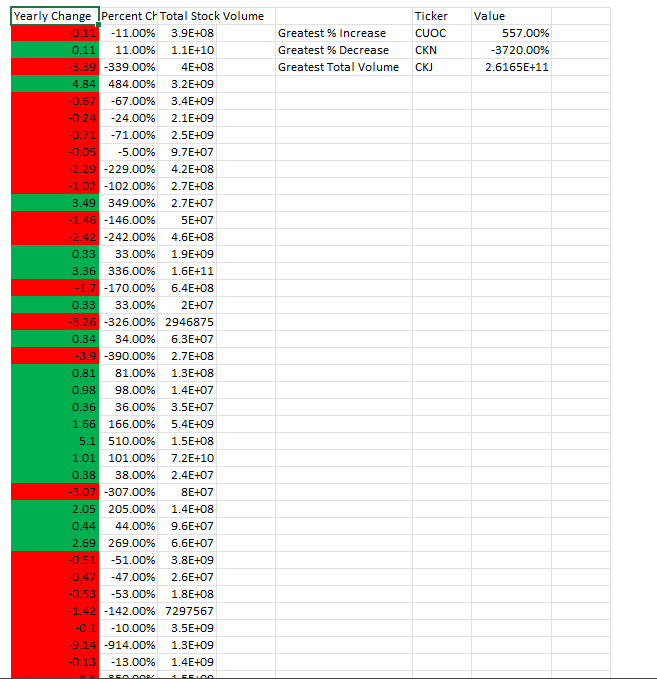 Yearly Change Percent Ch Total Stock Volume Ticker Value
-0.11 -11.00% 3.9E+08 Greatest % Increase CUOC 557.00%
0.11 11.00% 1.1E+10 Greatest % Decrease CKN -3720.00%
-3.39 -339.00% 4E+08 Greatest Total Volume CKJ 2.6165E+11
4.84 484.00% 3.2E+09
-0.67 -67.00% 3.4E+09
-0.24 -24.00% 2.1E+09
-0.71 -71.00% 2.5E+09
-0.05 -5.00% 9.7E+07
-2.29 -229.00% 4.2E+08
-1.02 -102.00% 2.7E+08
3.49 349.00% 2.7E+07
-1.46 -146.00% 5E+07
-2.42 -242.00% 4.6E+08
0.33 33.00% 1.9E+09
3.36 336.00% 1.6E+11
-1.7 -170.00% 6.4E+08
0.33 33.00% 2E+07
-3.26 -326.00% 2946875
0.34 34.00% 6.3E+07
-3.9 -390.00% 2.7E+08
0.81 81.00% 1.3E+08
0.98 98.00% 1.4E+07
0.36 36.00% 3.5E+07
1.66 166.00% 5.4E+09
5.1 510.00% 1.5E+08
1.01 101.00% 7.2E+10
0.38 38.00% 2.4E+07
-3.07 -307.00% 8E+07
2.05 205.00% 1.4E+08
0.44 44.00% 9.6E+07
2.69 269.00% 6.6E+07
-0.51 -51.00% 3.8E+09
-0.47 -47.00% 2.6E+07
-0.53 -53.00% 1.8E+08
-1.42 -142.00% 7297567
-0.1 -10.00% 3.5E+09
-9.14 -914.00% 1.3E+09
-0.13 -13.00% 1.4E+09